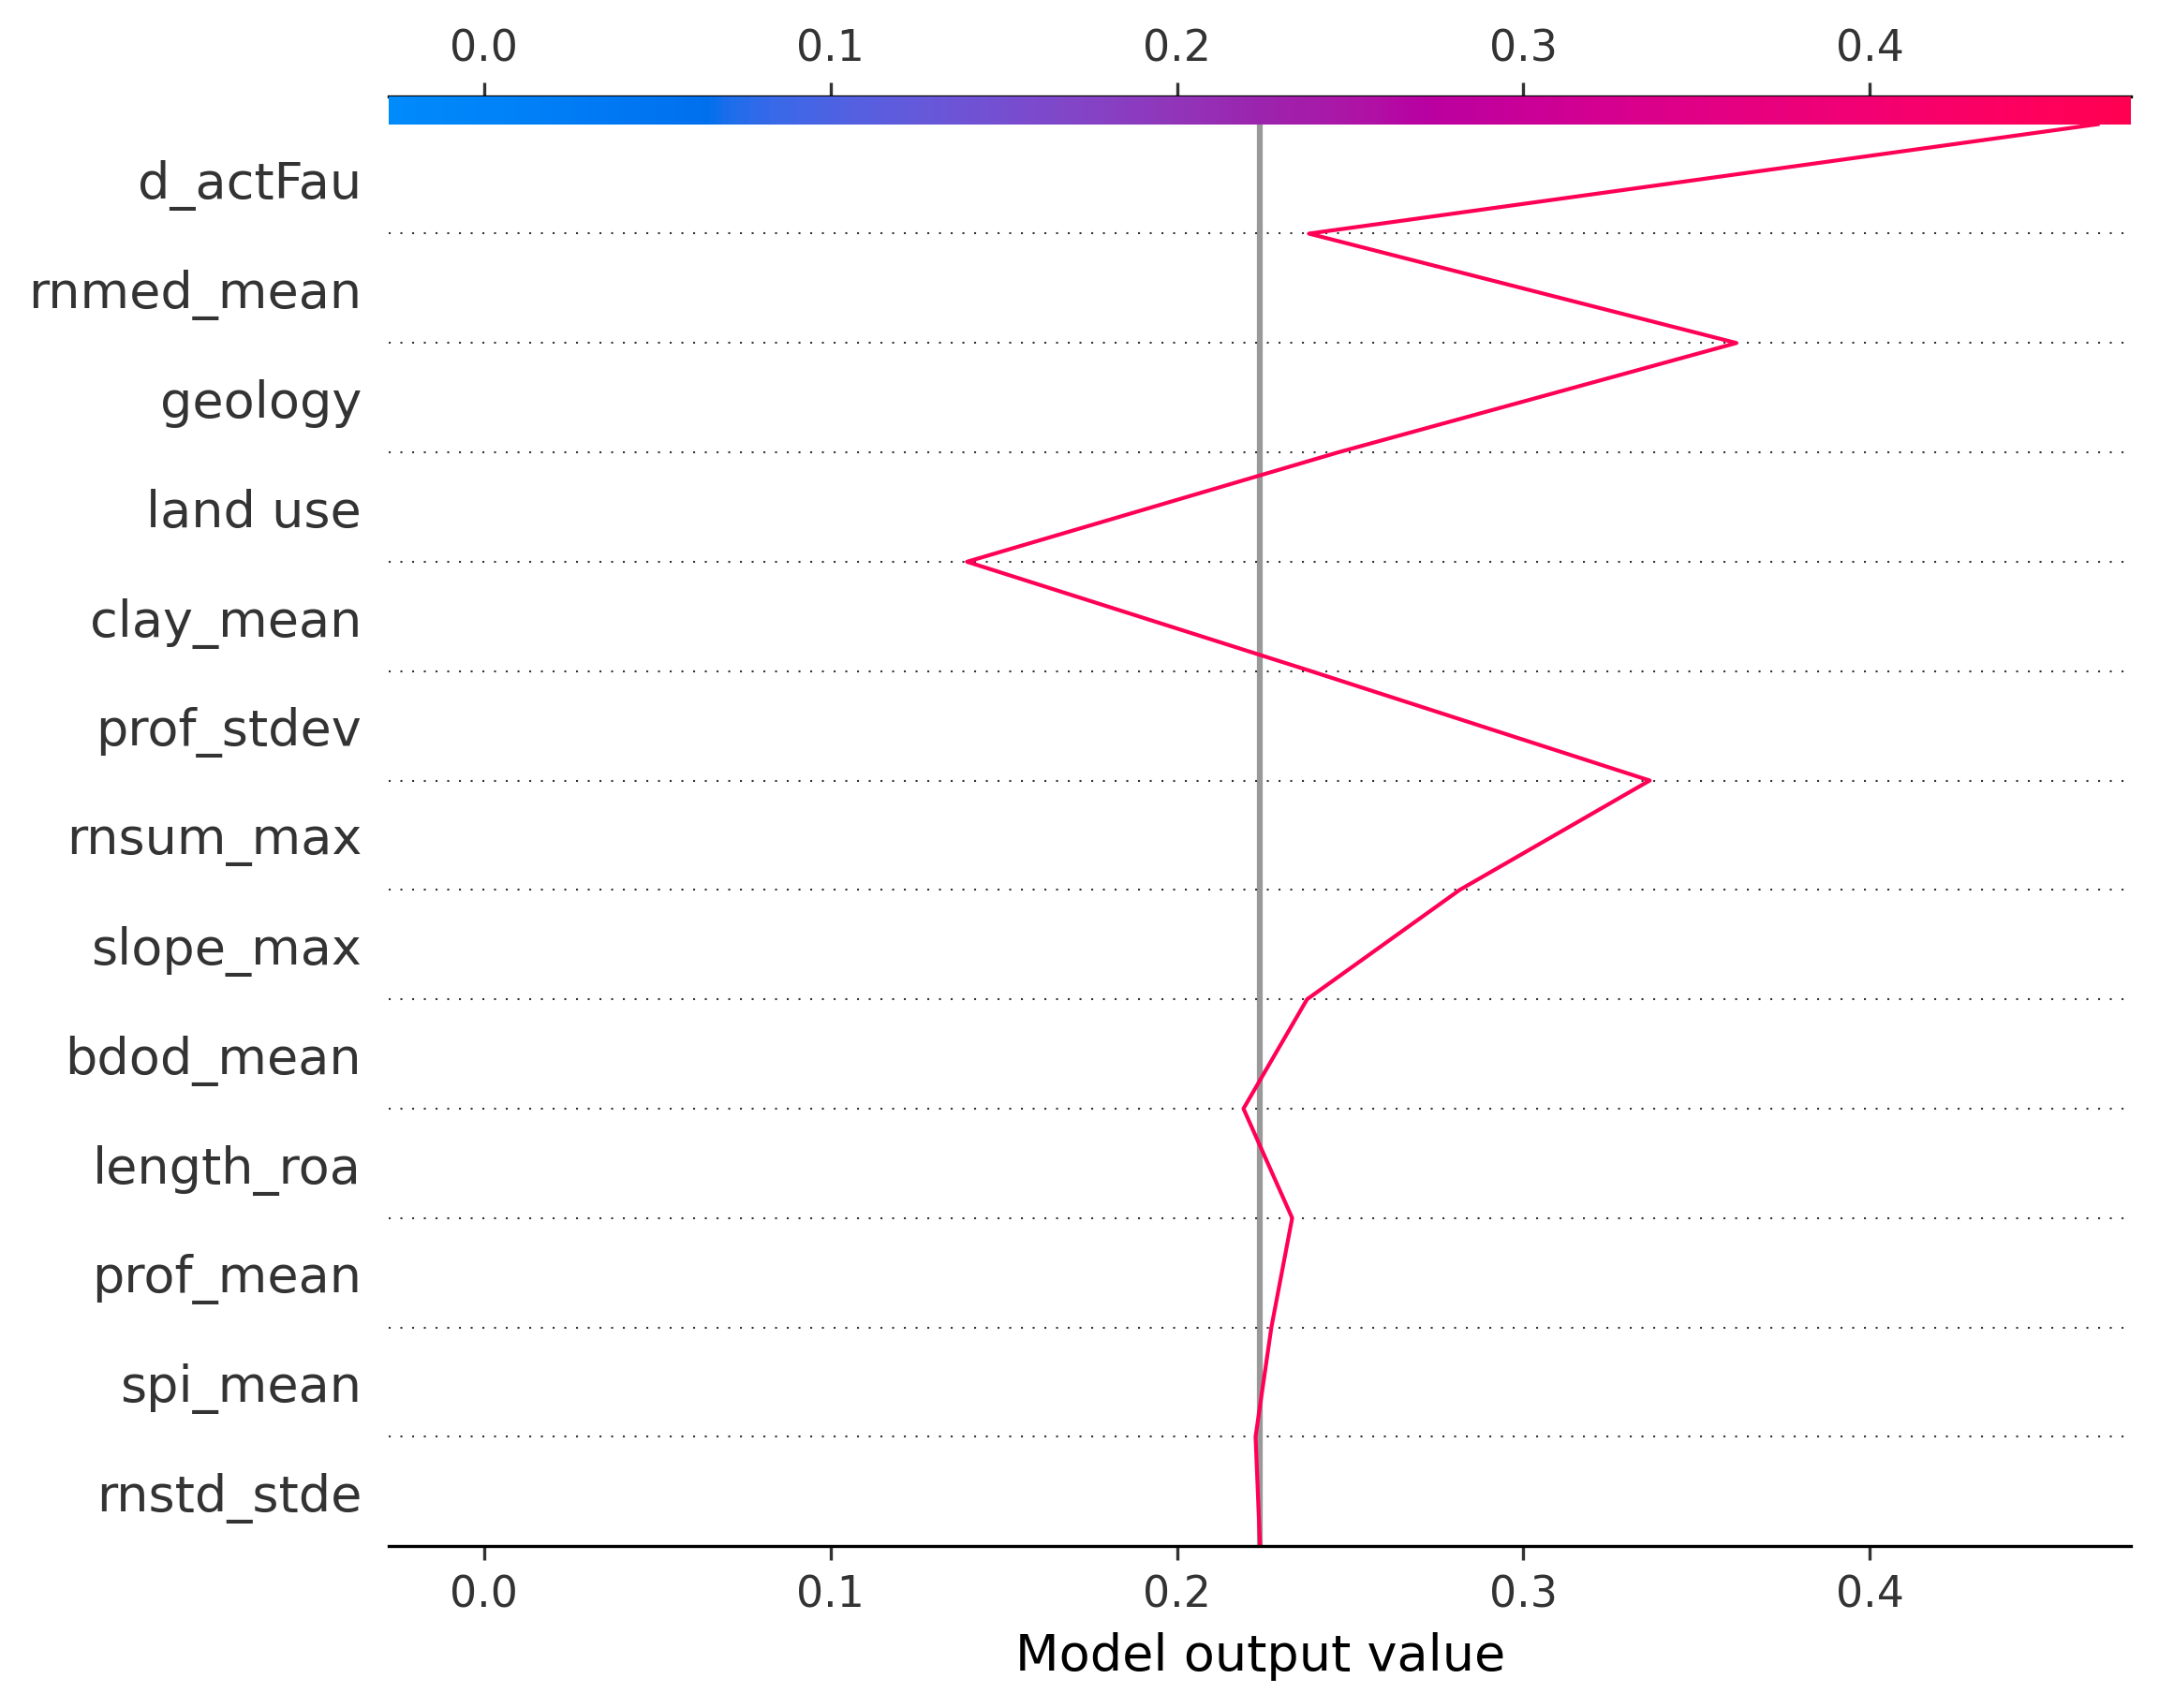 0.0 0.1 0.2 0.3 0.4
d_actFau
rnmed_mean
geology
land use
clay_mean
prof_stdev
rnsum_max
slope_max
bdod_mean
length_roa
prof_mean
spi_mean
rnstd_stde
0.0 0.1 0.2 0.3 0.4
Model output value